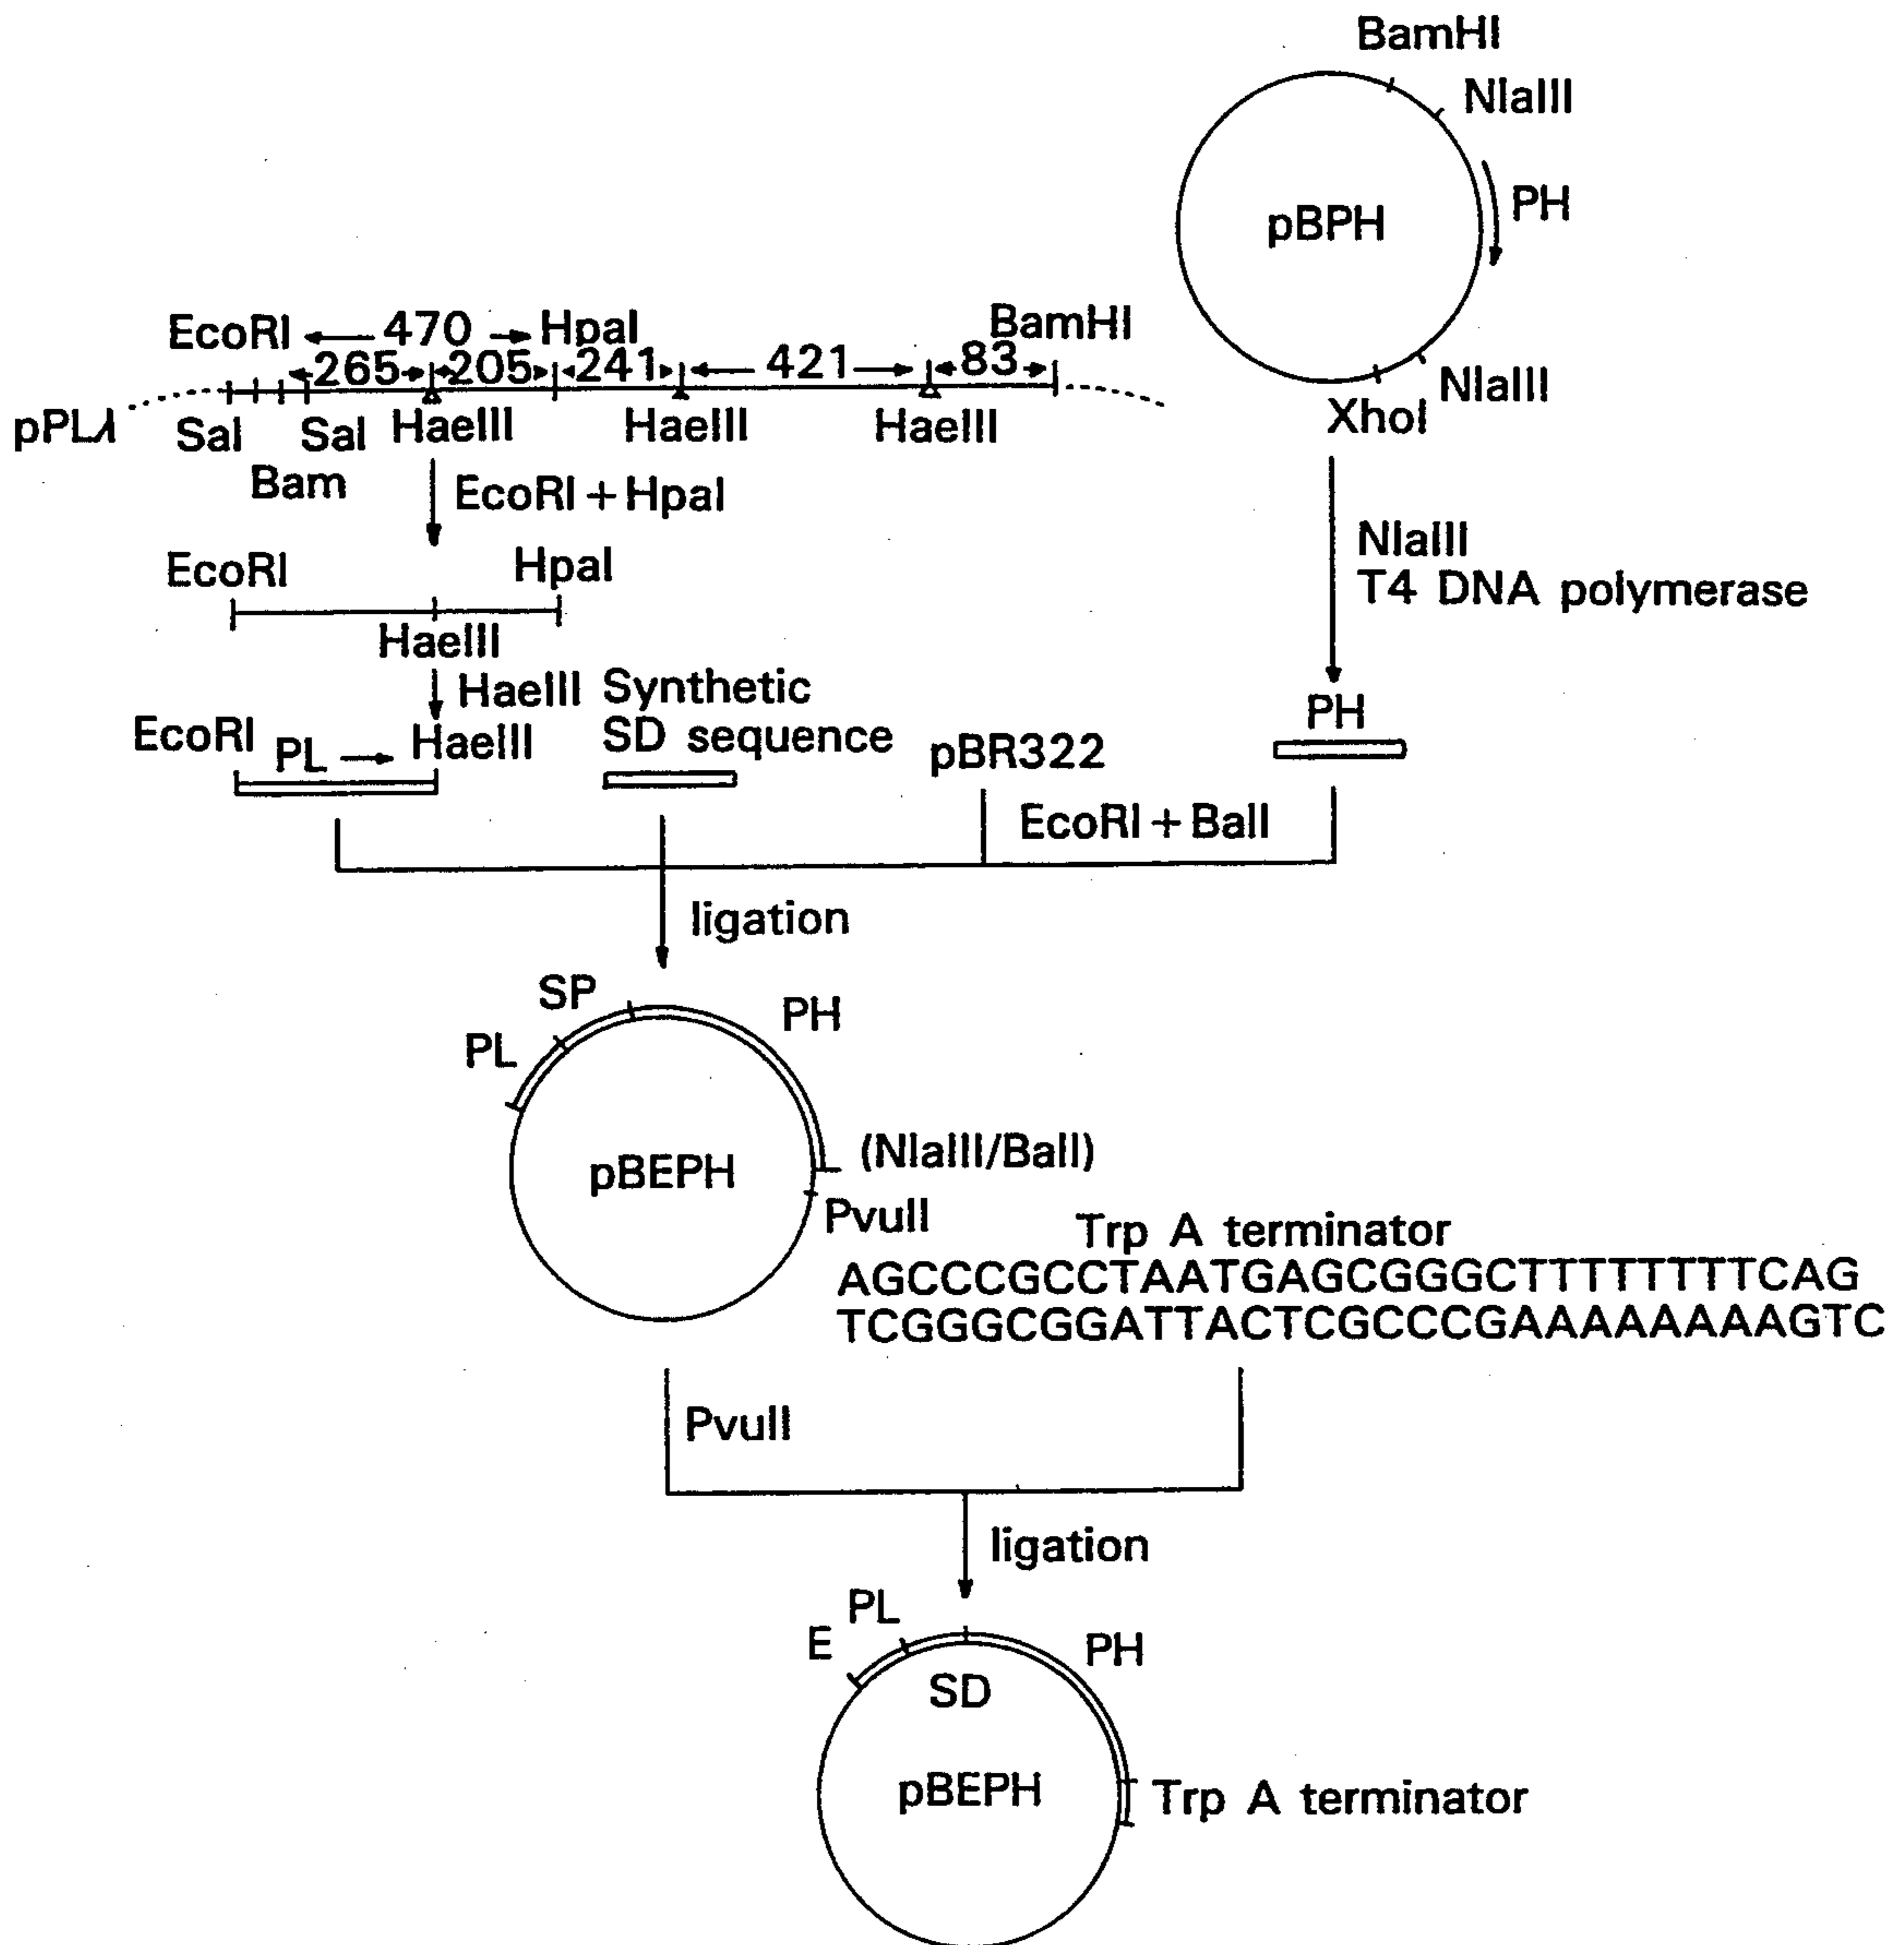 BamHI
NlaIII
pBPH
PH
NlaIII
XhoI
EcoRI 470 HpaI
BamHI
265 205 241 421 83
pPLλ
Sal Sal HaeIII HaeIII HaeIII
Bam
EcoRI + HpaI
NlaIII
T4 DNA polymerase
EcoRI HpaI
HaeIII
HaeIII
Synthetic
SD sequence
EcoRI PL HaeIII
pBR322
PH
EcoRI + BalI
ligation
SP
PH
PL
pBEPH
(NlaIII/BalI)
PvuII
Trp A terminator
AGCCCGCCTAATGAGCGGGCTTTTTTTTCAG
TCGGGCGGATTACTCGCCCGAAAAAAAAGTC
PvuII
ligation
PL
E
PH
SD
pBEPH
Trp A terminator